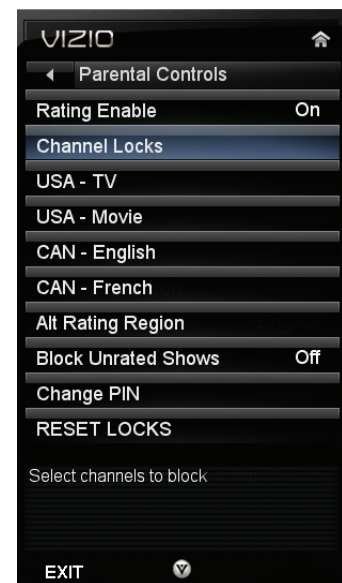 VIZIO
Parental Controls
Rating Enable On
Channel Locks
USA - TV
USA - Movie
CAN - English
CAN - French
Alt Rating Region
Block Unrated Shows Off
Change PIN
RESET LOCKS
Select channels to block
EXIT